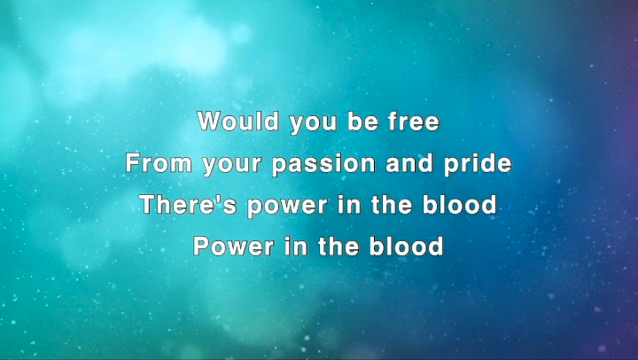 Would you be free
From your passion and pride
There's power in the blood
Power in the blood